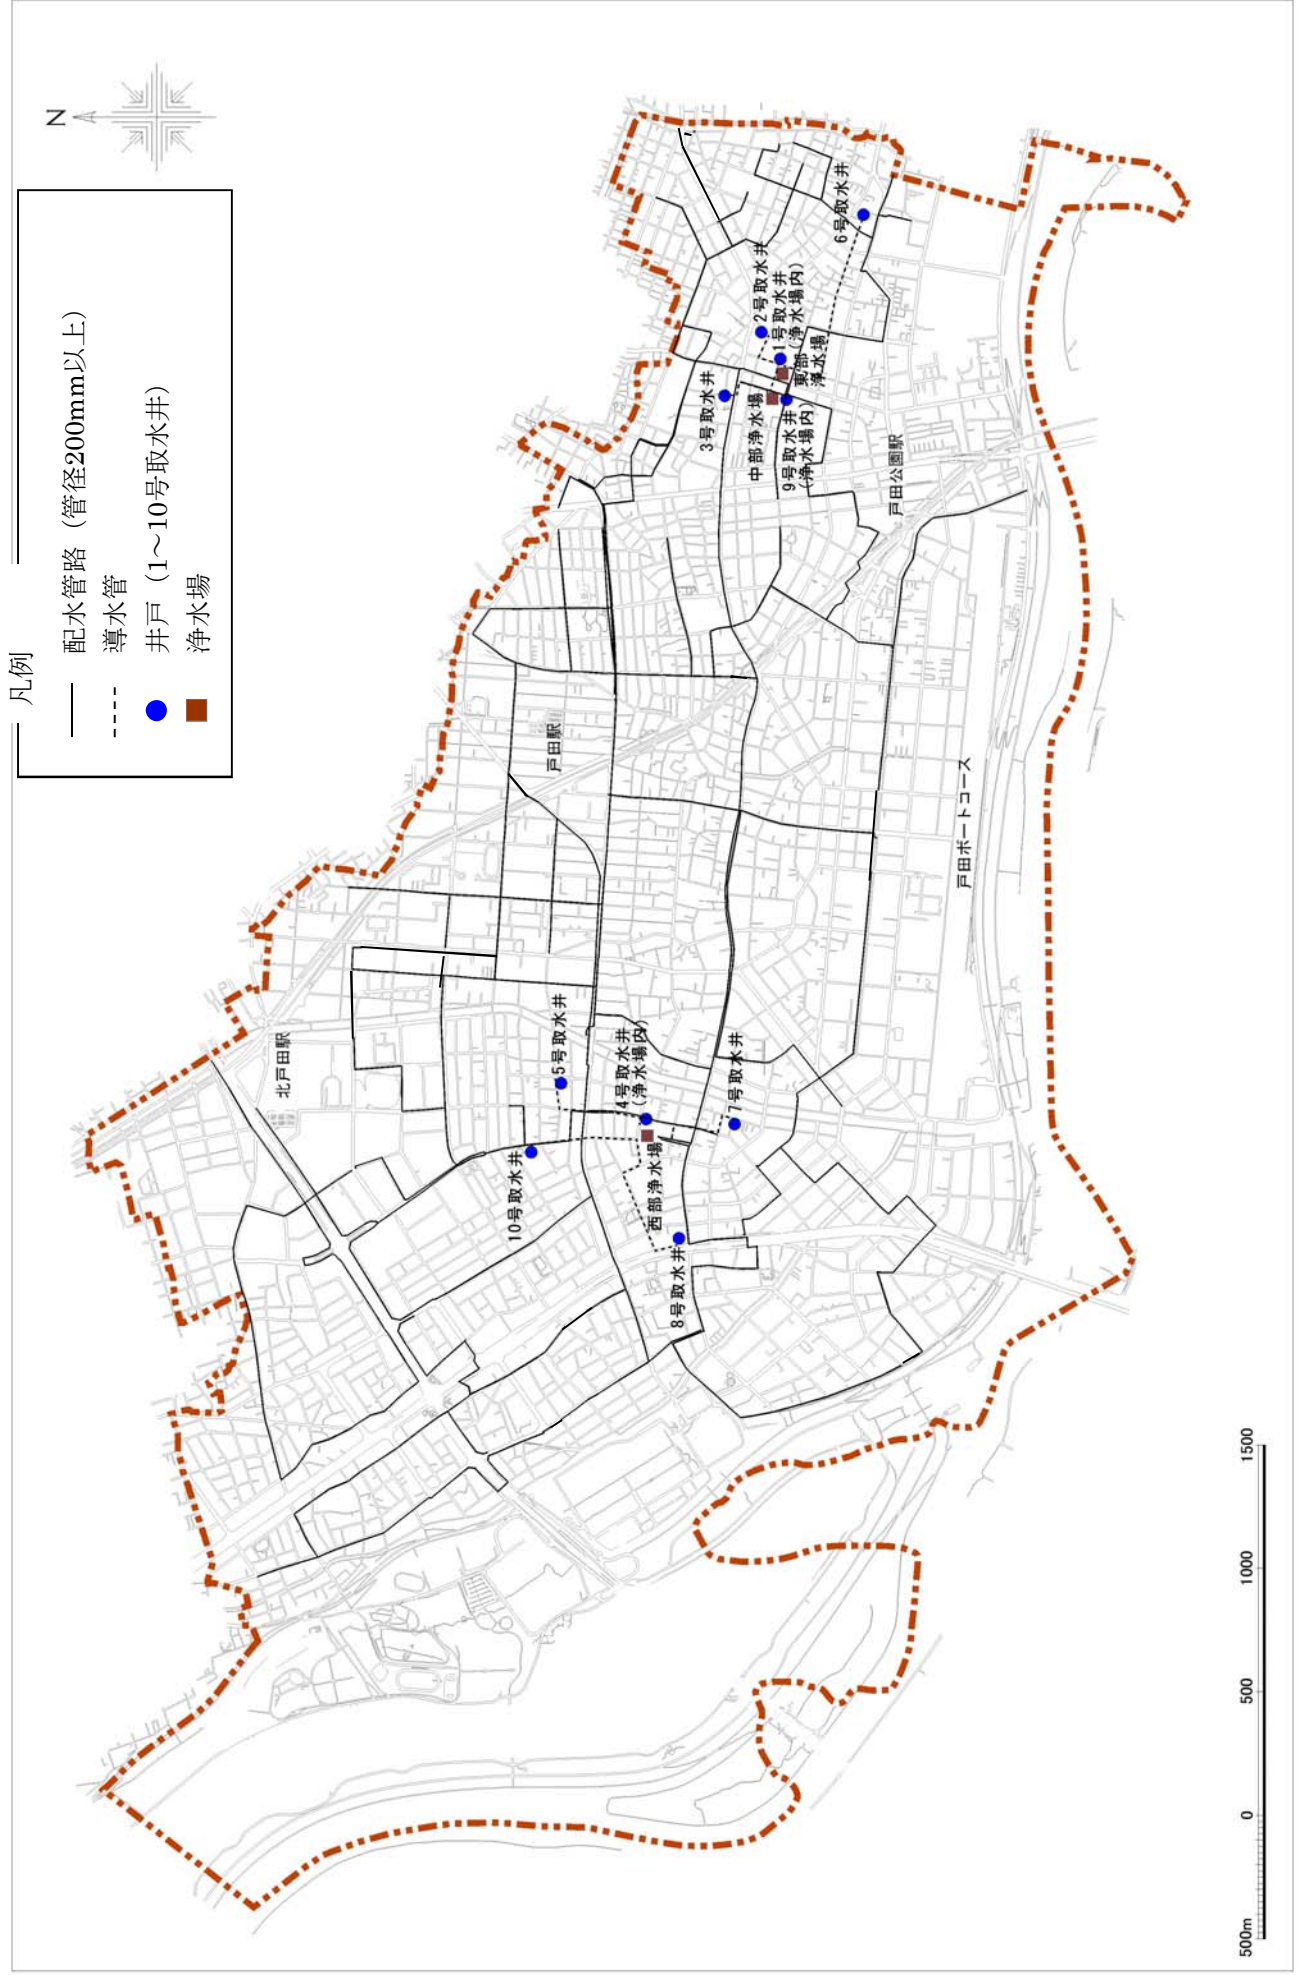 凡例
配水管路（管径200mm以上）
導水管
井戸（1～10号取水井）
浄水場
N
北戸田駅
戸田駅
戸田公園駅
戸田ボートコース
10号取水井
5号取水井
4号取水井
（浄水場内）
西部浄水場
7号取水井
8号取水井
3号取水井
中部浄水場
9号取水井
（浄水場内）
2号取水井
1号取水井
（浄水場内）
東部
浄水場
6号取水井
500m 0 500 1000 1500